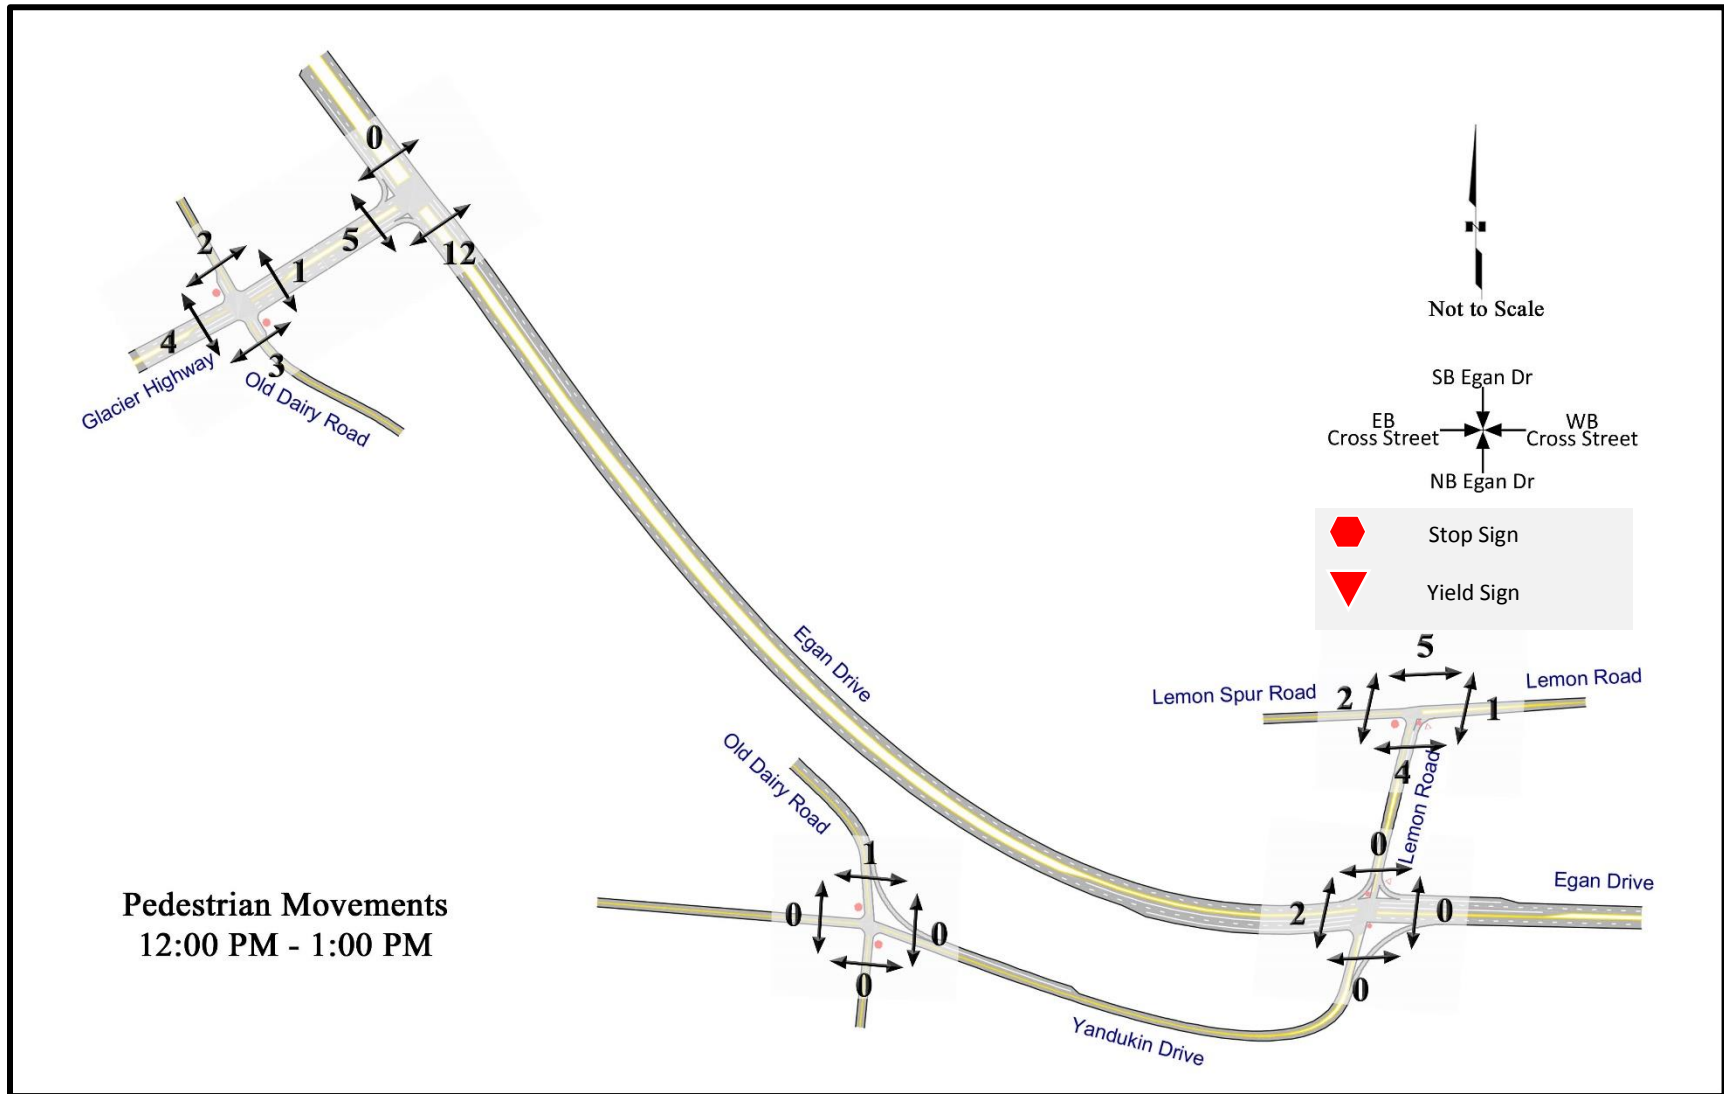 0
12
5
2
1
4
3
Glacier Highway
Old Dairy Road
N
Not to Scale
SB Egan Dr
EB
Cross Street
WB
Cross Street
NB Egan Dr
Stop Sign
Yield Sign
Egan Drive
5
Lemon Spur Road
2
Lemon Road
1
4
Lemon Road
Old Dairy Road
1
0
0
0
0
2
0
0
Egan Drive
Yandukin Drive
Pedestrian Movements
12:00 PM - 1:00 PM